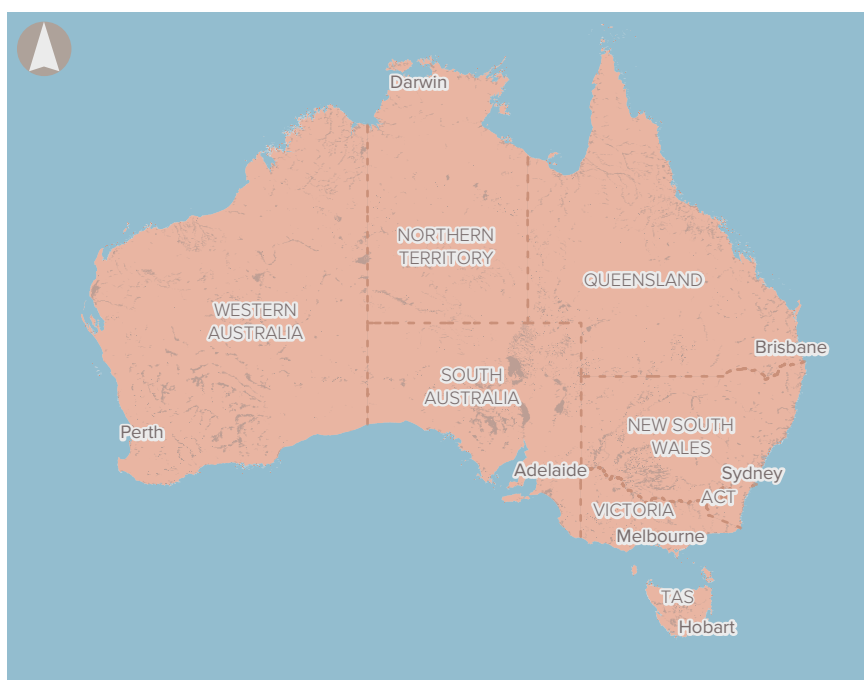 Darwin
NORTHERN
TERRITORY
QUEENSLAND
WESTERN
AUSTRALIA
Brisbane
SOUTH
AUSTRALIA
NEW SOUTH
WALES
Perth
Adelaide
Sydney
ACT
VICTORIA
Melbourne
TAS
Hobart